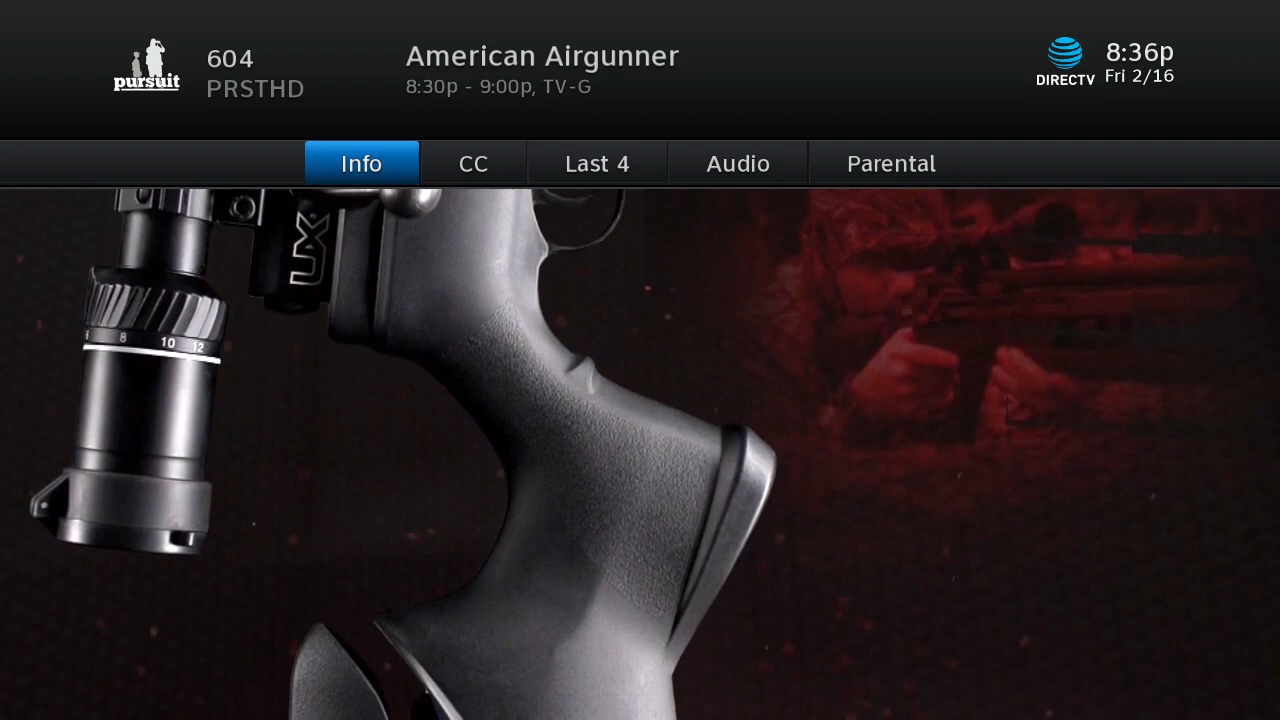 pursuit
604
PRSTHD
American Airgunner
8:30p - 9:00p, TV-G
DIRECTV
8:36p
Fri 2/16
Info
CC
Last 4
Audio
Parental
UX
8 10 12